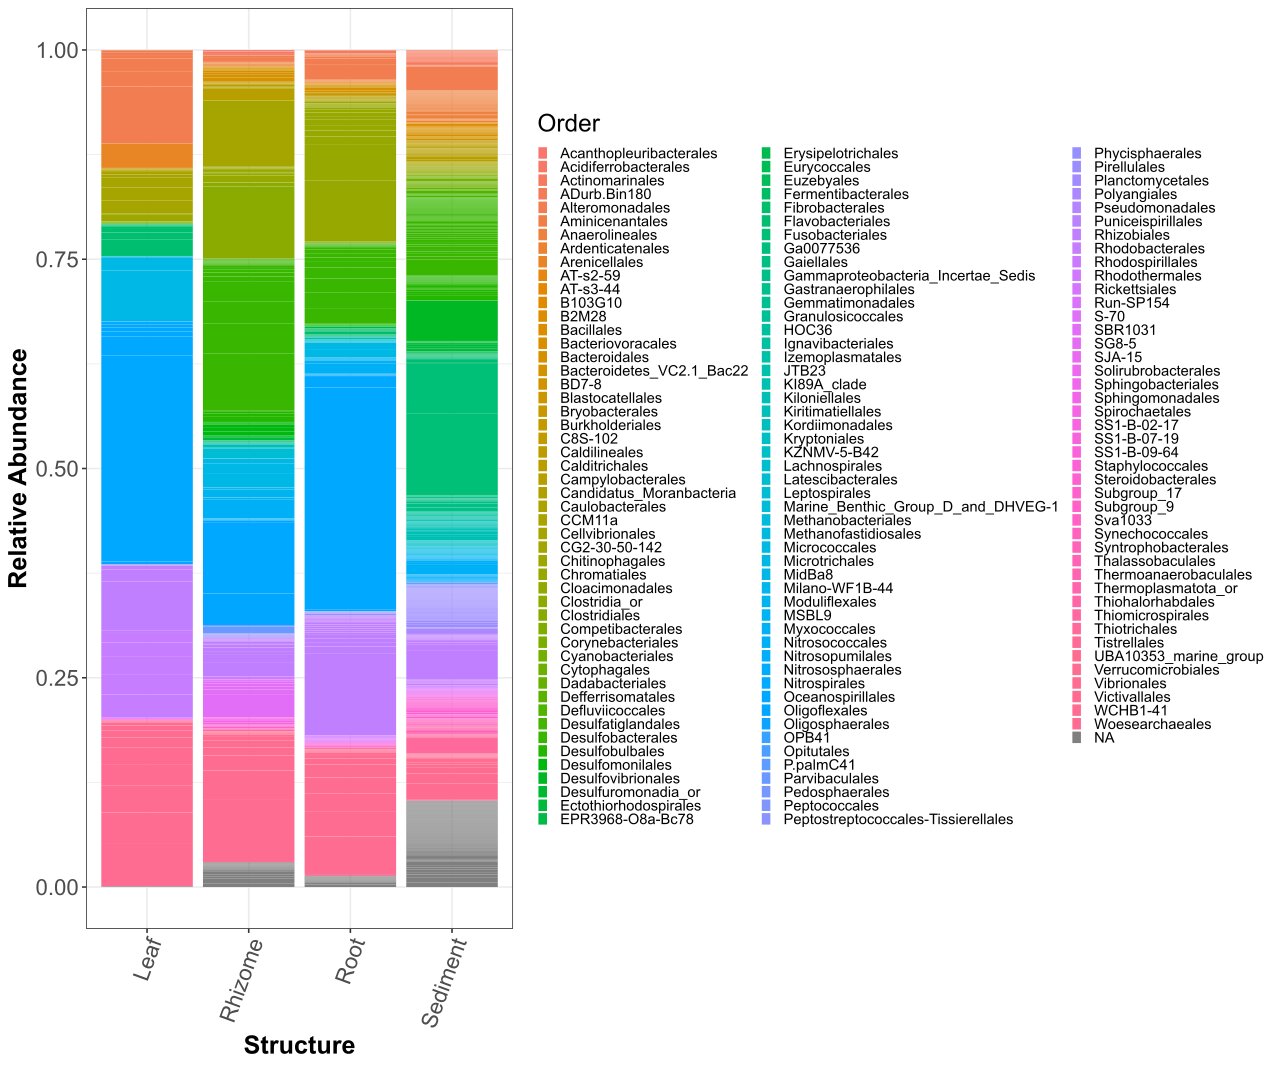 1.00
0.75
0.50
0.25
0.00
Relative Abundance
Leaf
Rhizome
Root
Sediment
Structure
Order
Acanthopleuribacterales
Acidiferrobacterales
Actinomarinales
ADurb.Bin180
Alteromonadales
Aminicenantales
Anaerolineales
Ardenticatenales
Arenicellales
AT-s2-59
AT-s3-44
B103G10
B2M28
Bacillales
Bacteriovoracales
Bacteroidales
Bacteroidetes_VC2.1_Bac22
BD7-8
Blastocatellales
Bryobacterales
Burkholderiales
C8S-102
Caldilineales
Calditrichales
Campylobacterales
Candidatus_Moranbacteria
Caulobacterales
CCM11a
Cellvibrionales
CG2-30-50-142
Chitinophagales
Chromatiales
Cloacimonadales
Clostridia_or
Clostridiales
Competibacterales
Corynebacteriales
Cyanobacteriales
Cytophagales
Dadabacteriales
Defferrisomatales
Defluviicoccales
Desulfatiglandales
Desulfobacterales
Desulfobulbales
Desulfomonilales
Desulfovibrionales
Desulfuromonadia_or
Ectothiorhodospirales
EPR3968-O8a-Bc78
Erysipelotrichales
Eurycoccales
Euzebyales
Fermentibacterales
Fibrobacterales
Flavobacteriales
Fusobacteriales
Ga0077536
Gaiellales
Gammaproteobacteria_Incertae_Sedis
Gastranaerophilales
Gemmatimonadales
Granulosicoccales
HOC36
Ignavibacteriales
Izemoplasmatales
JTB23
KI89A_clade
Kiloniellales
Kiritimatiellales
Kordiimonadales
Kryptoniales
KZNMV-5-B42
Lachnospirales
Latescibacterales
Leptospirales
Marine_Benthic_Group_D_and_DHVEG-1
Methanobacteriales
Methanofastidiosales
Micrococcales
Microtrichales
MidBa8
Milano-WF1B-44
Moduliflexales
MSBL9
Myxococcales
Nitrosococcales
Nitrosopumilales
Nitrososphaerales
Nitrospirales
Oceanospirillales
Oligoflexales
Oligosphaerales
OPB41
Opitutales
P.palmC41
Parvibaculales
Pedosphaerales
Peptococcales
Peptostreptococcales-Tissierellales
Phycisphaerales
Pirellulales
Planctomycetales
Polyangiales
Pseudomonadales
Puniceispirillales
Rhizobiales
Rhodobacterales
Rhodospirillales
Rhodothermales
Rickettsiales
Run-SP154
S-70
SBR1031
SG8-5
SJA-15
Solirubrobacterales
Sphingobacteriales
Sphingomonadales
Spirochaetales
SS1-B-02-17
SS1-B-07-19
SS1-B-09-64
Staphylococcales
Steroidobacterales
Subgroup_17
Subgroup_9
Sva1033
Synechococcales
Syntrophobacterales
Thalassobaculales
Thermoanaerobaculales
Thermoplasmatota_or
Thiohalorhabdales
Thiomicrospirales
Thiotrichales
Tistrellales
UBA10353_marine_group
Verrucomicrobiales
Vibrionales
Victivallales
WCHB1-41
Woesearchaeales
NA